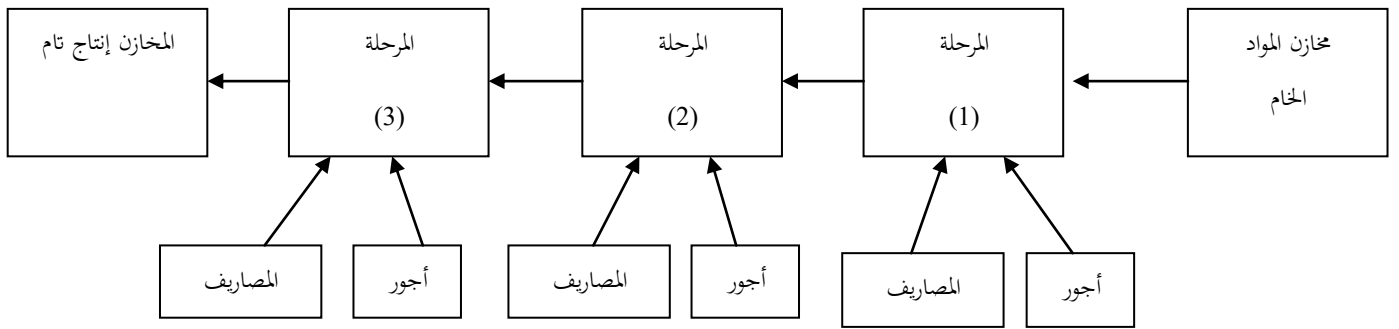 مخازن المواد
الخام
المرحلة
(1)
المرحلة
(2)
المرحلة
(3)
المخازن إنتاج تام
أجور
المصاريف
أجور
المصاريف
أجور
المصاريف